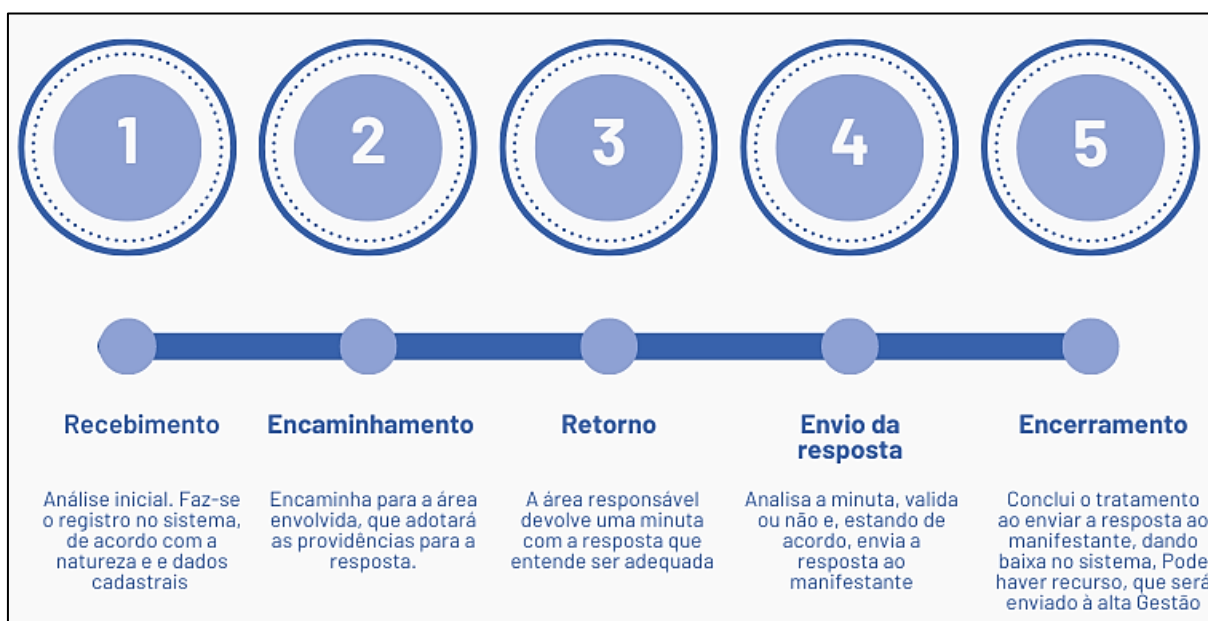 1
2
3
4
5
Recebimento
Análise inicial. Faz-se
o registro no sistema,
de acordo com a
natureza e e dados
cadastrais
Encaminhamento
Encaminha para a área
envolvida, que adotará
as providências para a
resposta.
Retorno
A área responsável
devolve uma minuta
com a resposta que
entende ser adequada
Envio da
resposta
Analisa a minuta, valida
ou não e, estando de
acordo, envia a
resposta ao
manifestante
Encerramento
Conclui o tratamento
ao enviar a resposta ao
manifestante, dando
baixa no sistema, Pode
haver recurso, que será
enviado à alta Gestão